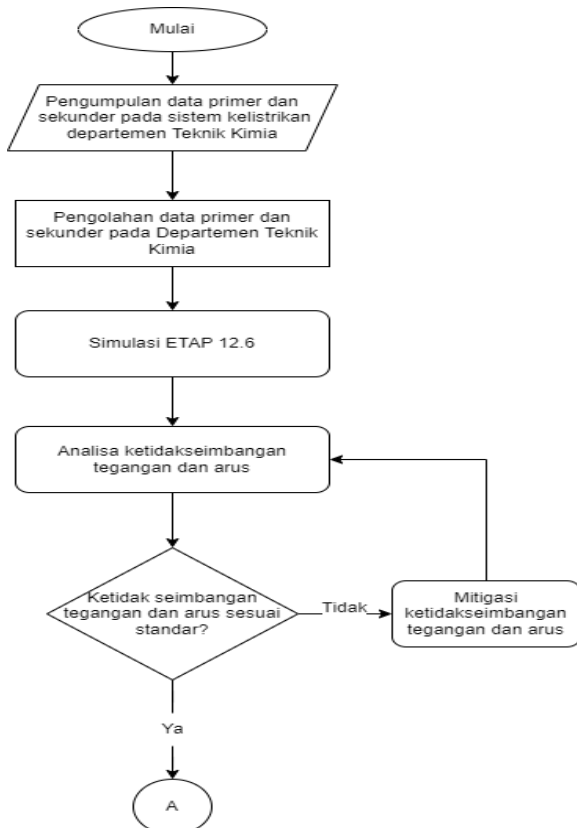 Mulai
Pengumpulan data primer dan
sekunder pada sistem kelistrikan
departemen Teknik Kimia
Pengolahan data primer dan
sekunder pada Departemen Teknik
Kimia
Simulasi ETAP 12.6
Analisa ketidakseimbangan
tegangan dan arus
Ketidak seimbangan
tegangan dan arus sesuai
standar?
Tidak
Mitigasi
ketidakseimbangan
tegangan dan arus
Ya
A